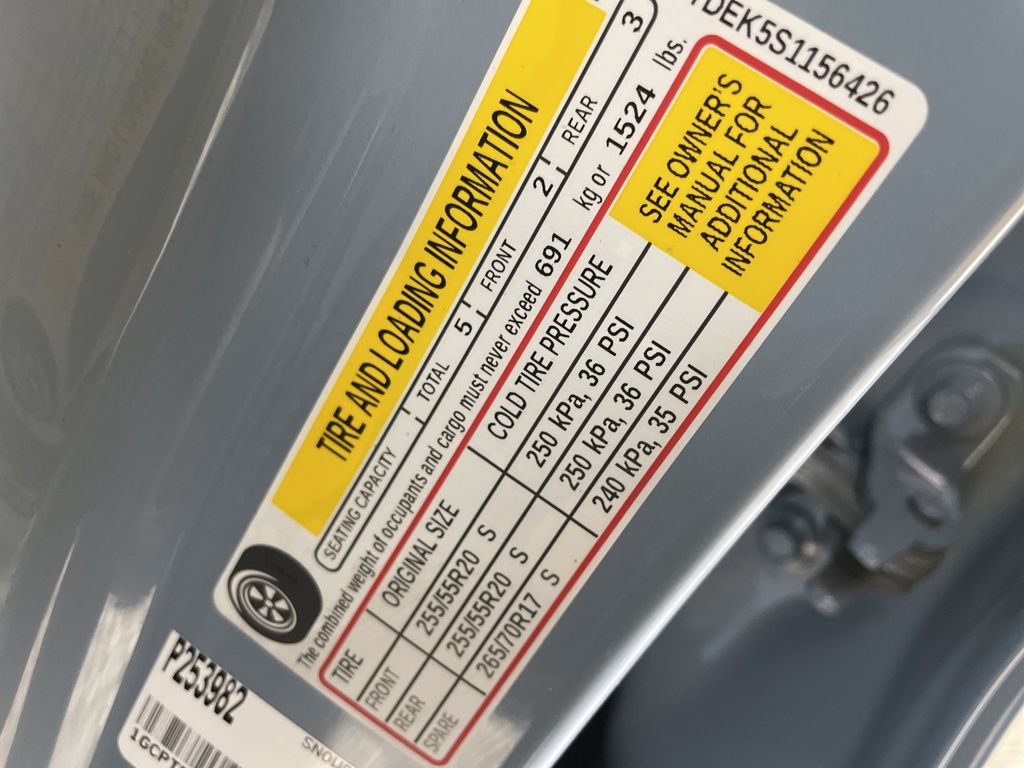 DEK5S1156426
TIRE AND LOADING INFORMATION
SEATING CAPACITY TOTAL 5 FRONT 2 REAR 3
The combined weight of occupants and cargo must never exceed 691 kg or 1524 lbs.
TIRE ORIGINAL SIZE COLD TIRE PRESSURE
FRONT 255/55R20 S 250 kPa, 36 PSI
REAR 255/55R20 S 250 kPa, 36 PSI
SPARE 265/70R17 S 240 kPa, 35 PSI
SEE OWNER'S
MANUAL FOR
ADDITIONAL
INFORMATION
P253982
1GCPT